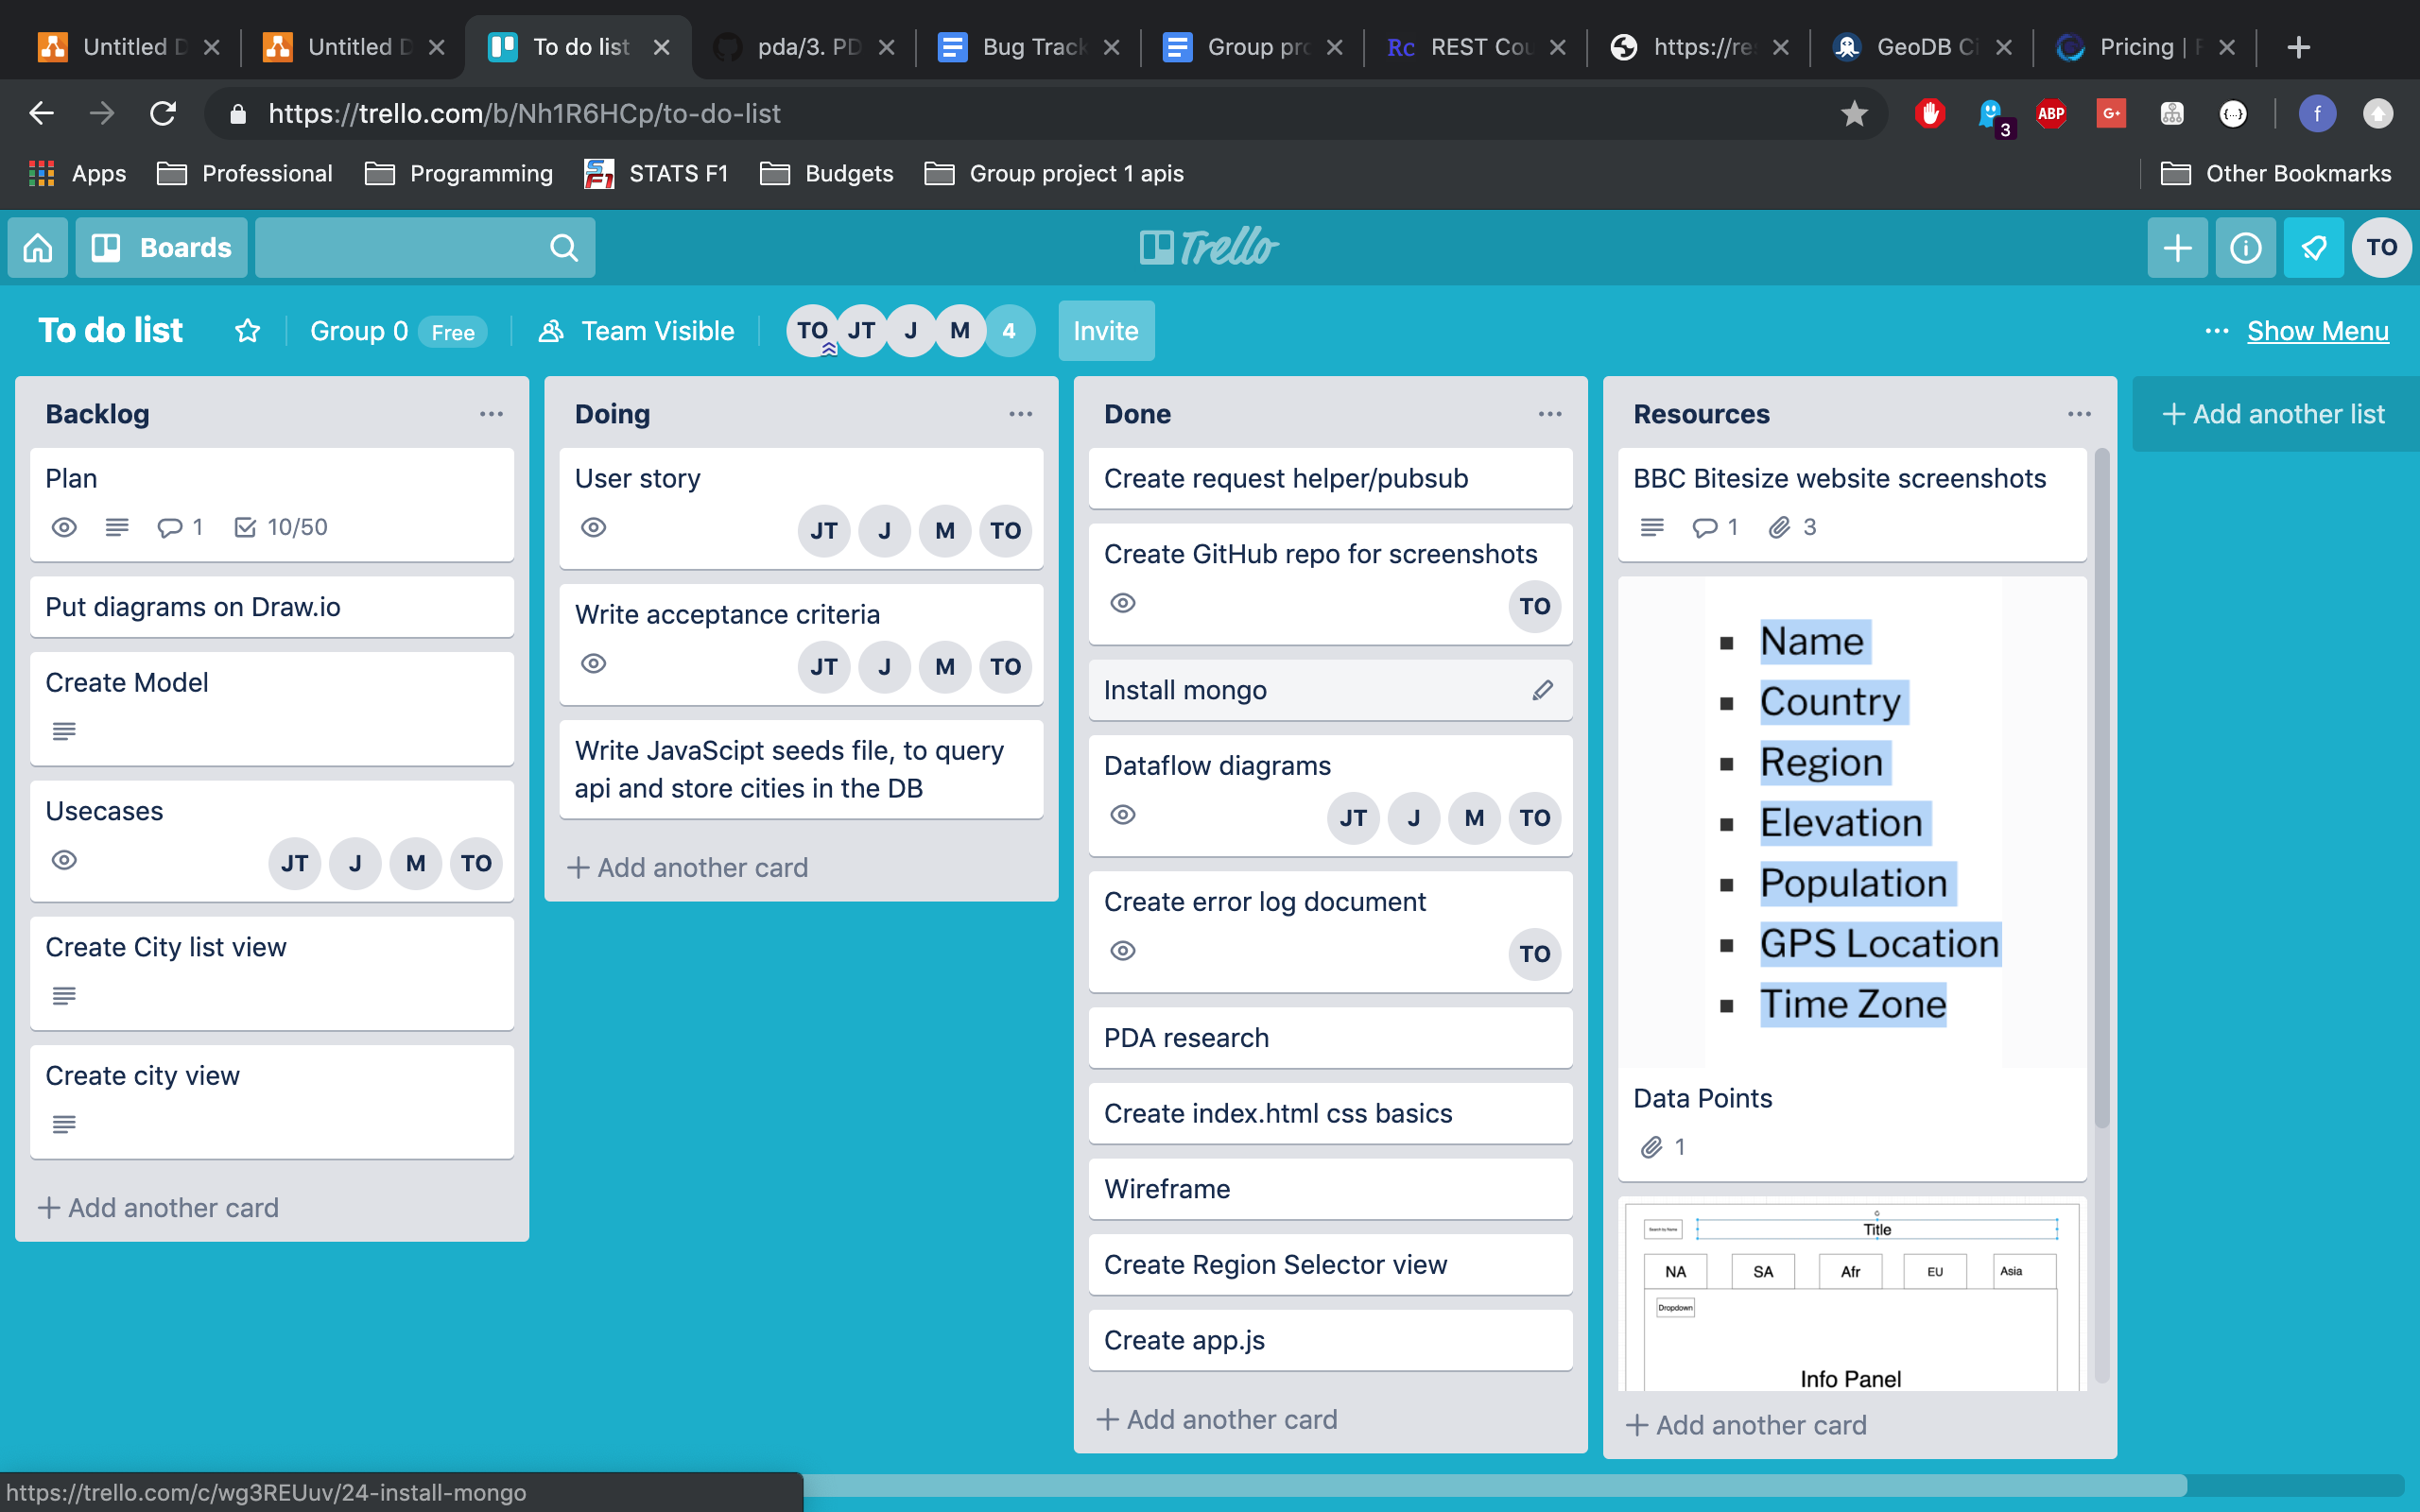 Untitled D
Untitled D
To do list
pda/3. PD
Bug Track
Group pro
Rc REST Cou
https://re
GeoDB Ci
Pricing |
https://trello.com/b/Nh1R6HCp/to-do-list
3
ABP
G+
{...}
f
Apps
Professional
Programming
STATS F1
Budgets
Group project 1 apis
Other Bookmarks
Boards
Trello
TO
To do list
Group 0 Free
Team Visible
TO JT J M 4
Invite
... Show Menu
Backlog
Plan
1 10/50
Put diagrams on Draw.io
Create Model
Usecases
JT J M TO
Create City list view
Create city view
+ Add another card
Doing
User story
JT J M TO
Write acceptance criteria
JT J M TO
Write JavaScipt seeds file, to query
api and store cities in the DB
+ Add another card
Done
Create request helper/pubsub
Create GitHub repo for screenshots
TO
Install mongo
Dataflow diagrams
JT J M TO
Create error log document
TO
PDA research
Create index.html css basics
Wireframe
Create Region Selector view
Create app.js
+ Add another card
Resources
BBC Bitesize website screenshots
1 3
Name
Country
Region
Elevation
Population
GPS Location
Time Zone
Data Points
1
Search by Name
Title
NA SA Afr EU Asia
Dropdown
Info Panel
+ Add another card
+ Add another list
https://trello.com/c/wg3REUuv/24-install-mongo